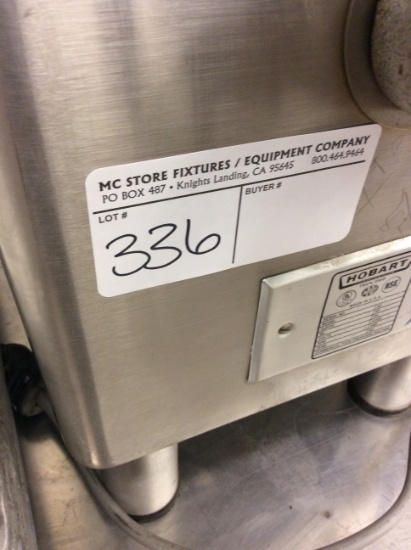 MC STORE FIXTURES / EQUIPMENT COMPANY
PO BOX 487 • Knights Landing, CA 95645 800.464.9464
LOT #
BUYER #
336
HOBART